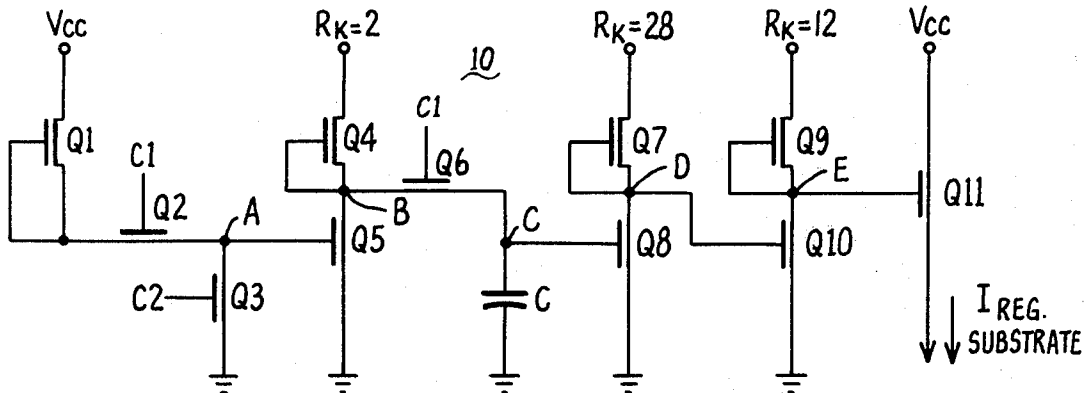 Vcc RK=2 RK=28 RK=12 Vcc
10
C1
Q1 Q4 Q7 Q9
C1 Q6 D E
Q2 A B Q11
C
Q5 Q8 Q10
C2 Q3 C IREG.
SUBSTRATE